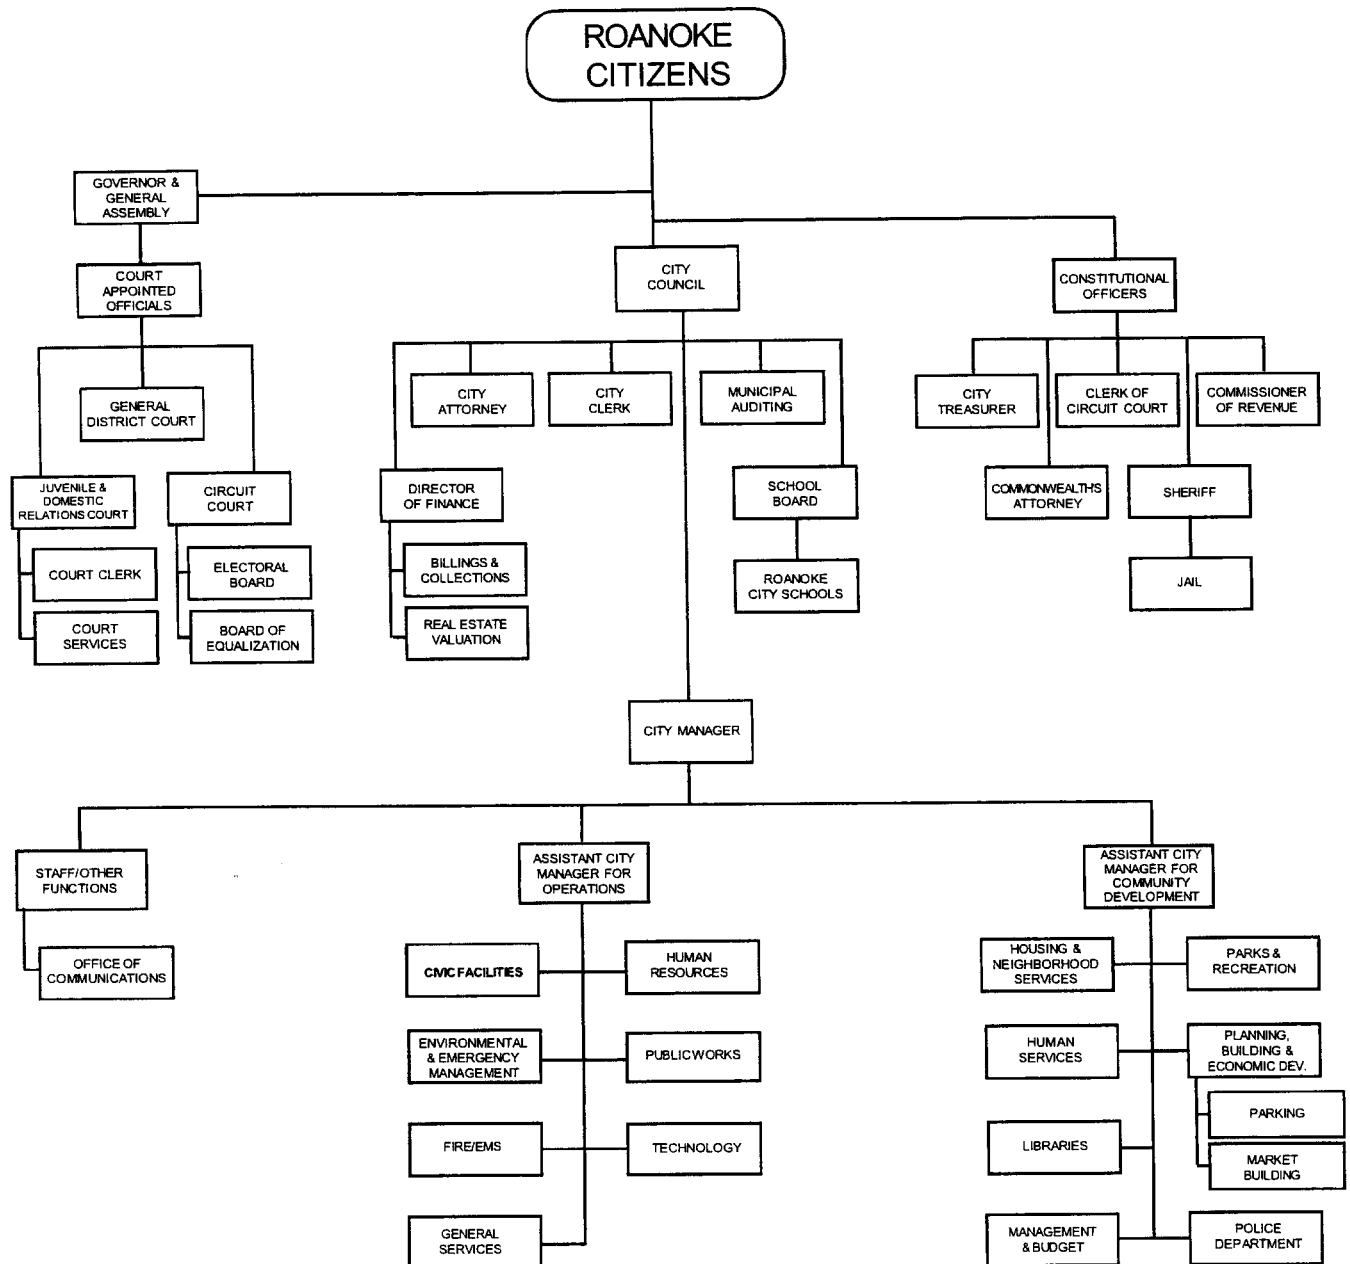 ROANOKE
CITIZENS
GOVERNOR &
GENERAL
ASSEMBLY
COURT
APPOINTED
OFFICIALS
CITY
COUNCIL
CONSTITUTIONAL
OFFICERS
GENERAL
DISTRICT COURT
CITY
ATTORNEY
CITY
CLERK
MUNICIPAL
AUDITING
CITY
TREASURER
CLERK OF
CIRCUIT COURT
COMMISSIONER
OF REVENUE
JUVENILE &
DOMESTIC
RELATIONS COURT
CIRCUIT
COURT
DIRECTOR
OF FINANCE
SCHOOL
BOARD
COMMONWEALTH'S
ATTORNEY
SHERIFF
COURT CLERK
ELECTORAL
BOARD
BILLINGS &
COLLECTIONS
ROANOKE
CITY SCHOOLS
JAIL
COURT
SERVICES
BOARD OF
EQUALIZATION
REAL ESTATE
VALUATION
CITY MANAGER
STAFF/OTHER
FUNCTIONS
ASSISTANT CITY
MANAGER FOR
OPERATIONS
ASSISTANT CITY
MANAGER FOR
COMMUNITY
DEVELOPMENT
OFFICE OF
COMMUNICATIONS
CIVIC FACILITIES
HUMAN
RESOURCES
HOUSING &
NEIGHBORHOOD
SERVICES
PARKS &
RECREATION
ENVIRONMENTAL
& EMERGENCY
MANAGEMENT
PUBLIC WORKS
HUMAN
SERVICES
PLANNING,
BUILDING &
ECONOMIC DEV.
PARKING
FIRE/EMS
TECHNOLOGY
LIBRARIES
MARKET
BUILDING
GENERAL
SERVICES
MANAGEMENT
& BUDGET
POLICE
DEPARTMENT